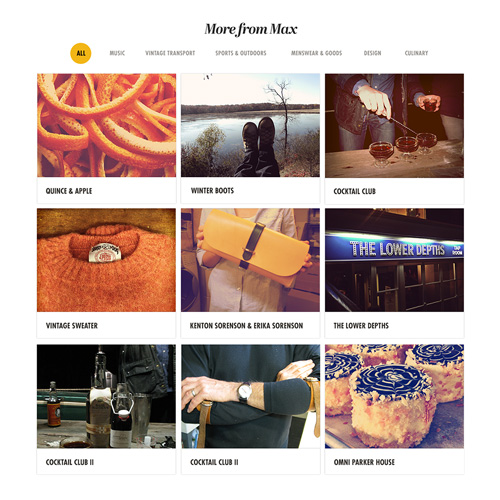 More from Max
ALL MUSIC VINTAGE TRANSPORT SPORTS & OUTDOORS MENSWEAR & GOODS DESIGN CULINARY
QUINCE & APPLE WINTER BOOTS COCKTAIL CLUB
THE LOWER DEPTHS TAP ROOM
VINTAGE SWEATER KENTON SORENSON & ERIKA SORENSON THE LOWER DEPTHS
COCKTAIL CLUB II COCKTAIL CLUB II OMNI PARKER HOUSE